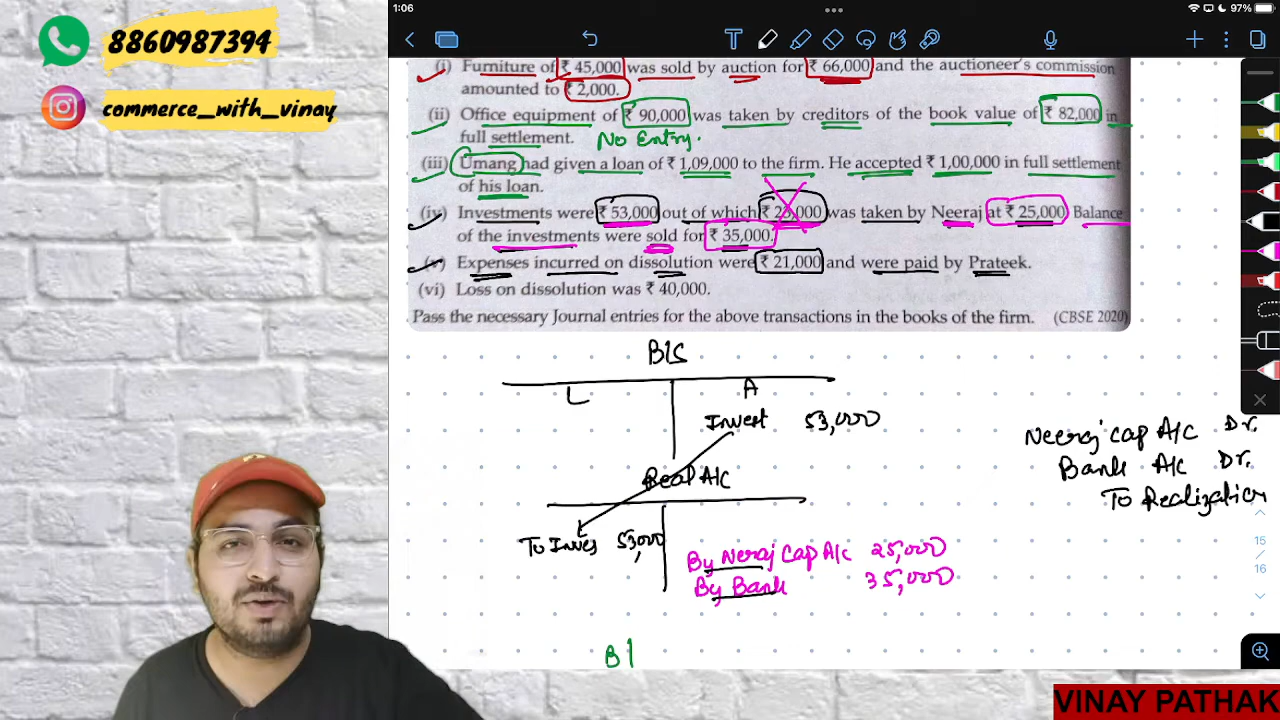 8860987394
commerce_with_vinay
1:06
97%
(i) Furniture of ₹ 45,000 was sold by auction for ₹ 66,000 and the auctioneer's commission
amounted to ₹ 2,000.
(ii) Office equipment of ₹ 90,000 was taken by creditors of the book value of ₹ 82,000 in
full settlement. No Entry.
(iii) Umang had given a loan of ₹ 1,09,000 to the firm. He accepted ₹ 1,00,000 in full settlement
of his loan.
(iv) Investments were ₹ 53,000 out of which ₹ 000 was taken by Neeraj at ₹ 25,000. Balance
of the investments were sold for ₹ 35,000.
(v) Expenses incurred on dissolution were ₹ 21,000 and were paid by Prateek.
(vi) Loss on dissolution was ₹ 40,000.
Pass the necessary Journal entries for the above transactions in the books of the firm. (CBSE 2020)
B/S
L A
Invest 53,000
Real A/c
To Inves 53,000
By Neraj Cap A/c 25,000
By Bank 35,000
B/
Neeraj Cap A/c Dr.
Bank A/c Dr.
To Realization
15
/
16
VINAY PATHAK